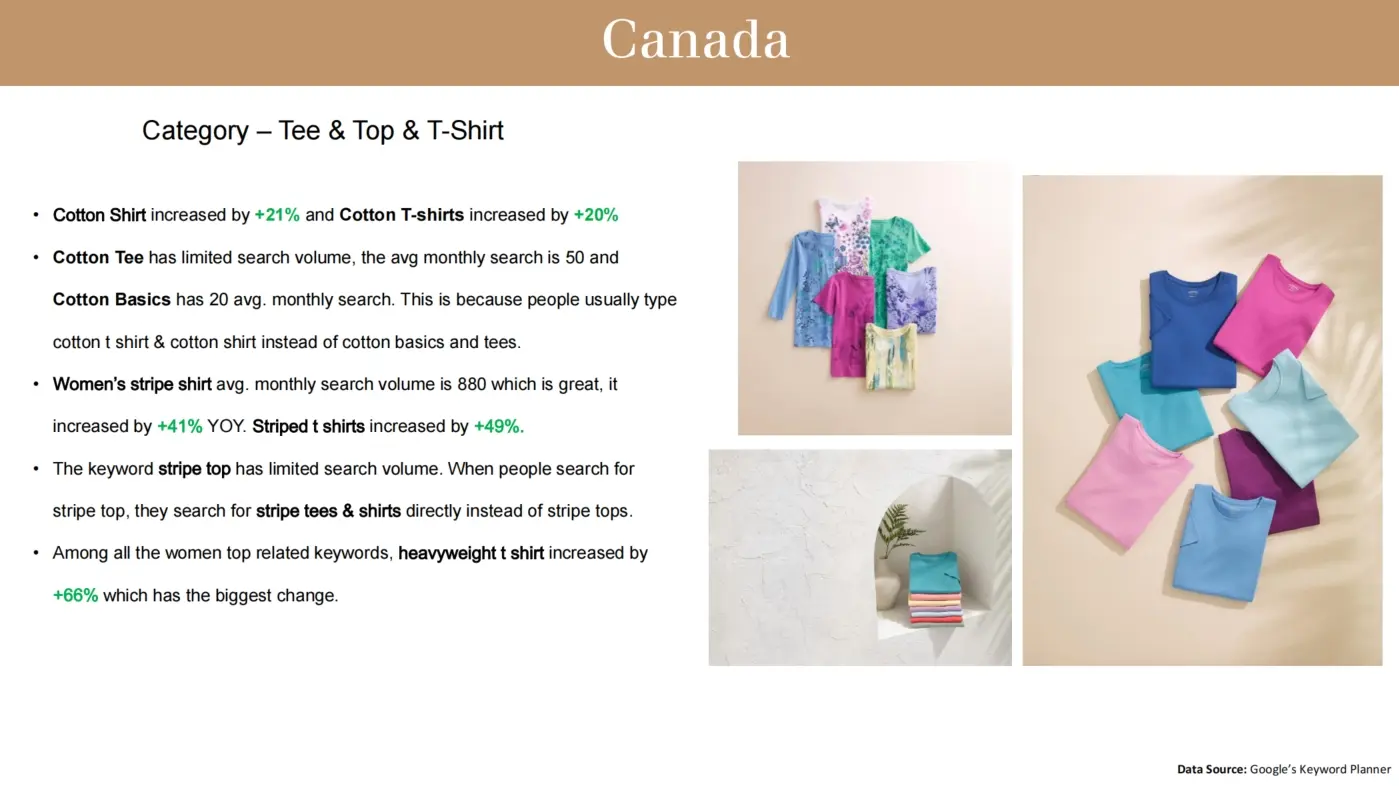 Canada
Category – Tee & Top & T-Shirt
• Cotton Shirt increased by +21% and Cotton T-shirts increased by +20%
• Cotton Tee has limited search volume, the avg monthly search is 50 and
Cotton Basics has 20 avg. monthly search. This is because people usually type
cotton t shirt & cotton shirt instead of cotton basics and tees.
• Women’s stripe shirt avg. monthly search volume is 880 which is great, it
increased by +41% YOY. Striped t shirts increased by +49%.
• The keyword stripe top has limited search volume. When people search for
stripe top, they search for stripe tees & shirts directly instead of stripe tops.
• Among all the women top related keywords, heavyweight t shirt increased by
+66% which has the biggest change.
Data Source: Google’s Keyword Planner